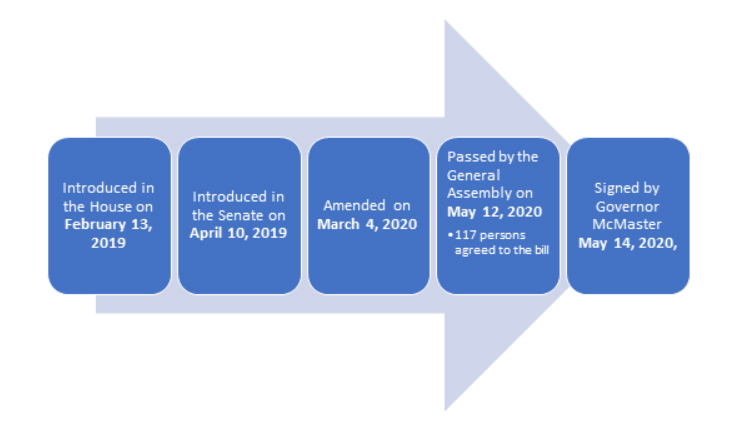 Introduced in
the House on
February 13,
2019
Introduced in
the Senate on
April 10, 2019
Amended on
March 4, 2020
Passed by the
General
Assembly on
May 12, 2020
•117 persons
agreed to the bill
Signed by
Governor
McMaster
May 14, 2020,